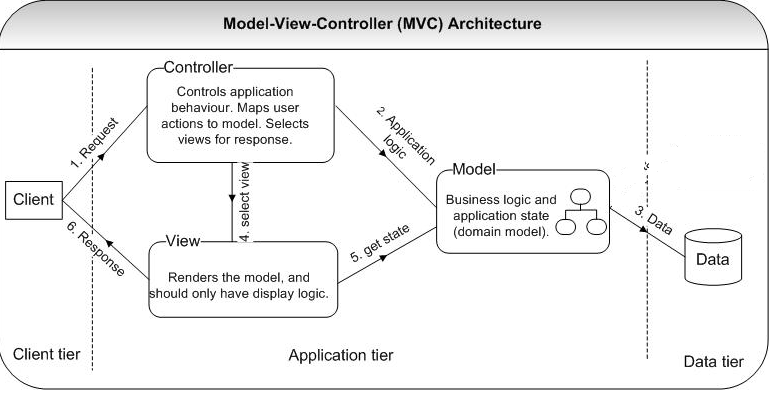 Model-View-Controller (MVC) Architecture
Controller
Controls application
behaviour. Maps user
actions to model. Selects
views for response.
1. Request
2. Application
logic
Model
Business logic and
application state
(domain model).
Client
4. select view
3. Data
View
Renders the model, and
should only have display logic.
5. get state
6. Response
Data
Client tier
Application tier
Data tier